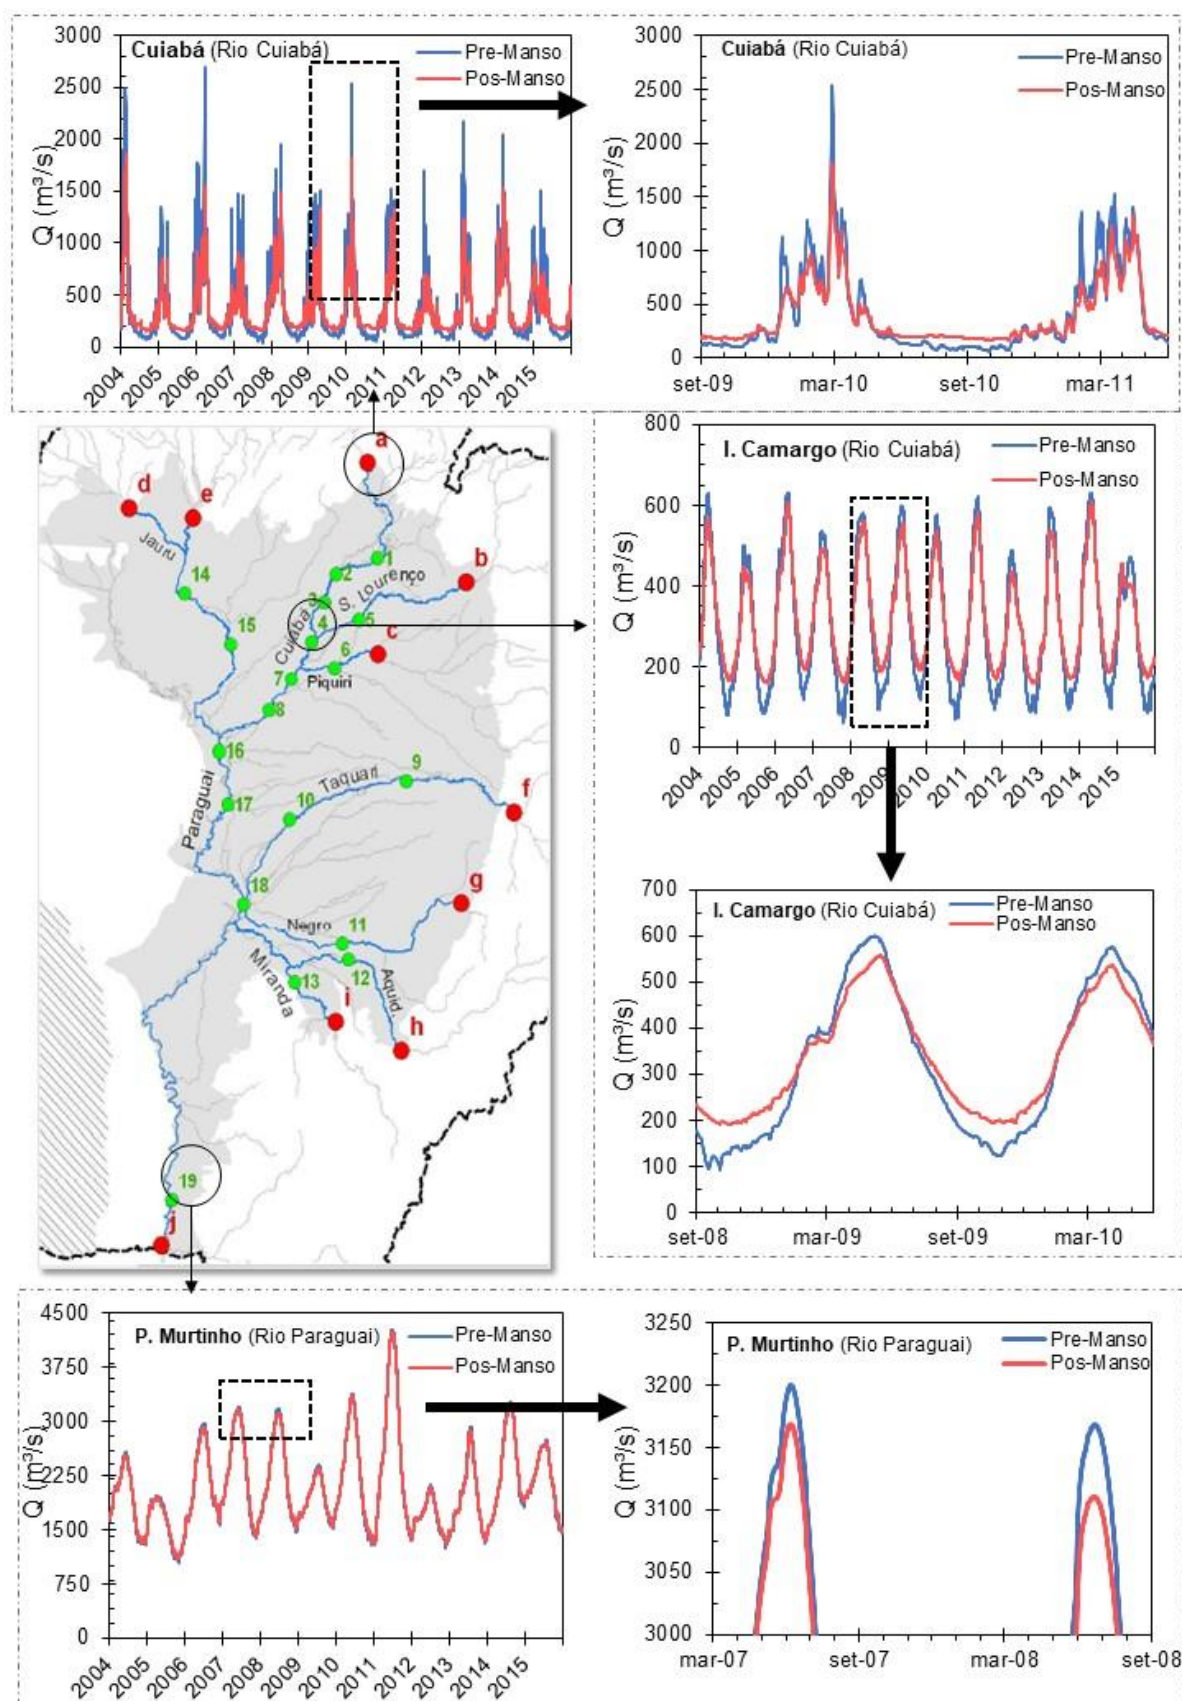 Cuiabá (Rio Cuiabá)
Pre-Manso
Pos-Manso
Q (m³/s)
3000
2500
2000
1500
1000
500
0
2004
2005
2006
2007
2008
2009
2010
2011
2012
2013
2014
2015
Cuiabá (Rio Cuiabá)
Pre-Manso
Pos-Manso
Q (m³/s)
3000
2500
2000
1500
1000
500
0
set-09
mar-10
set-10
mar-11
a
d
e
Jauru
14
1
b
2
S. Lourenço
3
4
5
c
15
Cuiabá
6
7
Piquiri
8
16
Taquari
9
Paraguai
17
10
f
18
g
Negro
11
Miranda
13
12
Aquid.
i
h
19
j
I. Camargo (Rio Cuiabá)
Pre-Manso
Pos-Manso
Q (m³/s)
800
600
400
200
0
2004
2005
2006
2007
2008
2009
2010
2011
2012
2013
2014
2015
I. Camargo (Rio Cuiabá)
Pre-Manso
Pos-Manso
Q (m³/s)
700
600
500
400
300
200
100
0
set-08
mar-09
set-09
mar-10
P. Murtinho (Rio Paraguai)
Pre-Manso
Pos-Manso
Q (m³/s)
4500
3750
3000
2250
1500
750
0
2004
2005
2006
2007
2008
2009
2010
2011
2012
2013
2014
2015
P. Murtinho (Rio Paraguai)
Pre-Manso
Pos-Manso
Q (m³/s)
3250
3200
3150
3100
3050
3000
mar-07
set-07
mar-08
set-08